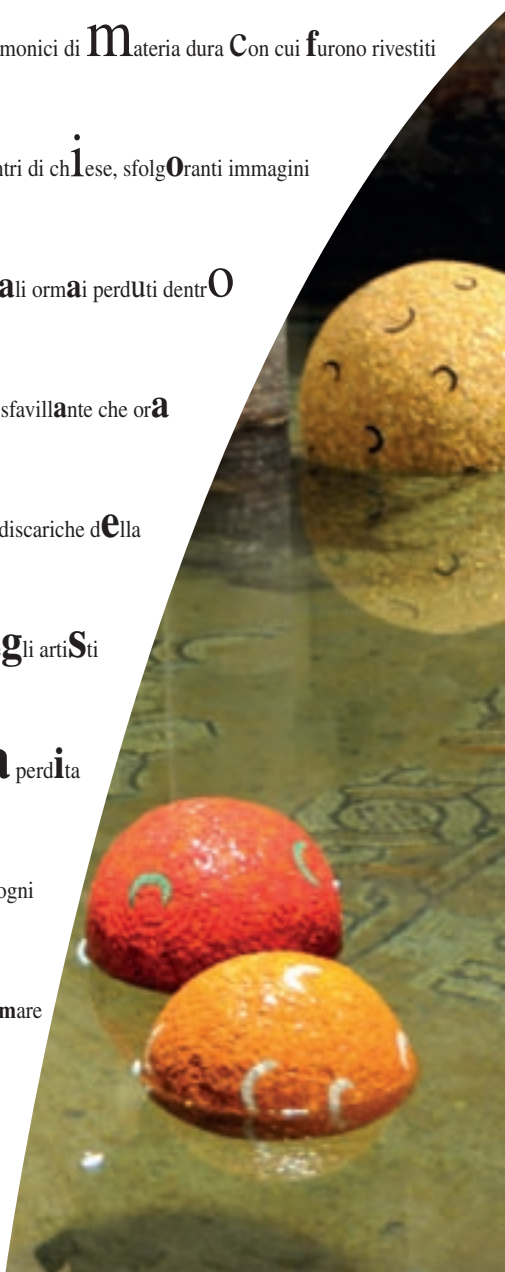 monici di materia dura con cui furono rivestiti
ntri di chiese, sfolgoranti immagini
ali ormai perduti dentrO
sfavillante che ora
discariche della
gli artisti
a perdita
ogni
mare